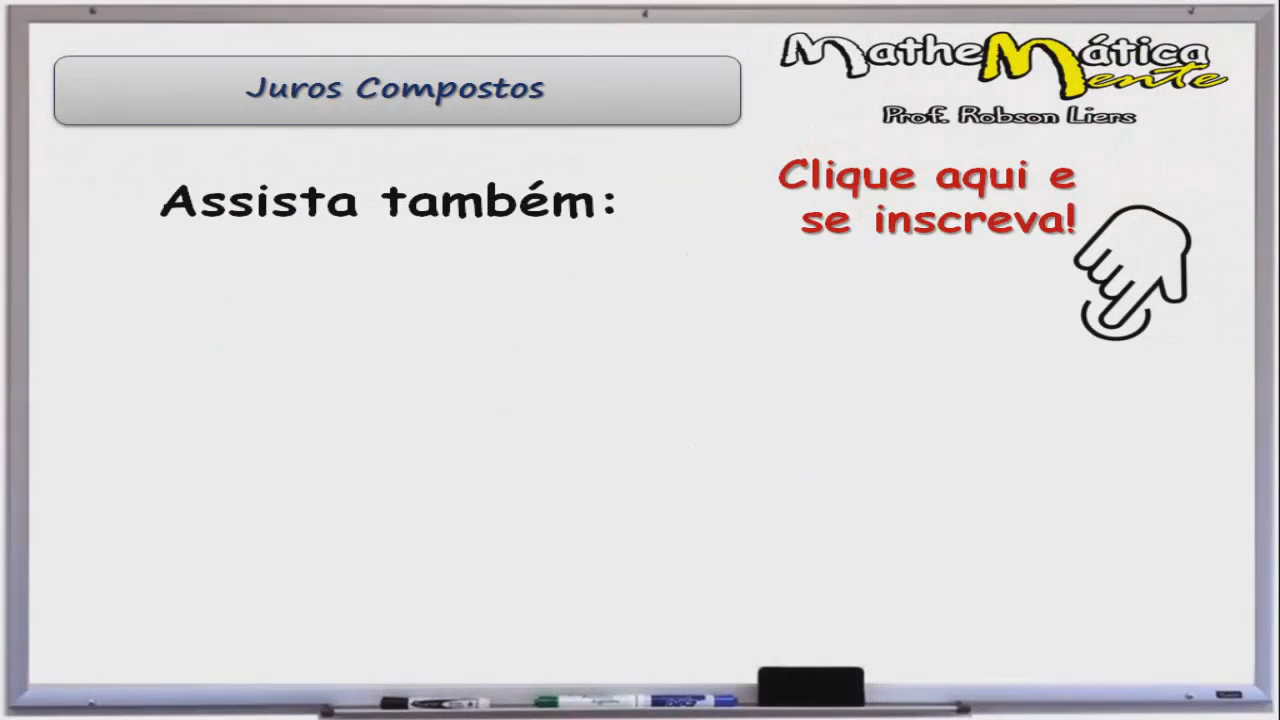 Juros Compostos
MatheMática
mente
Prof. Robson Liers
Assista também:
Clique aqui e
se inscreva!